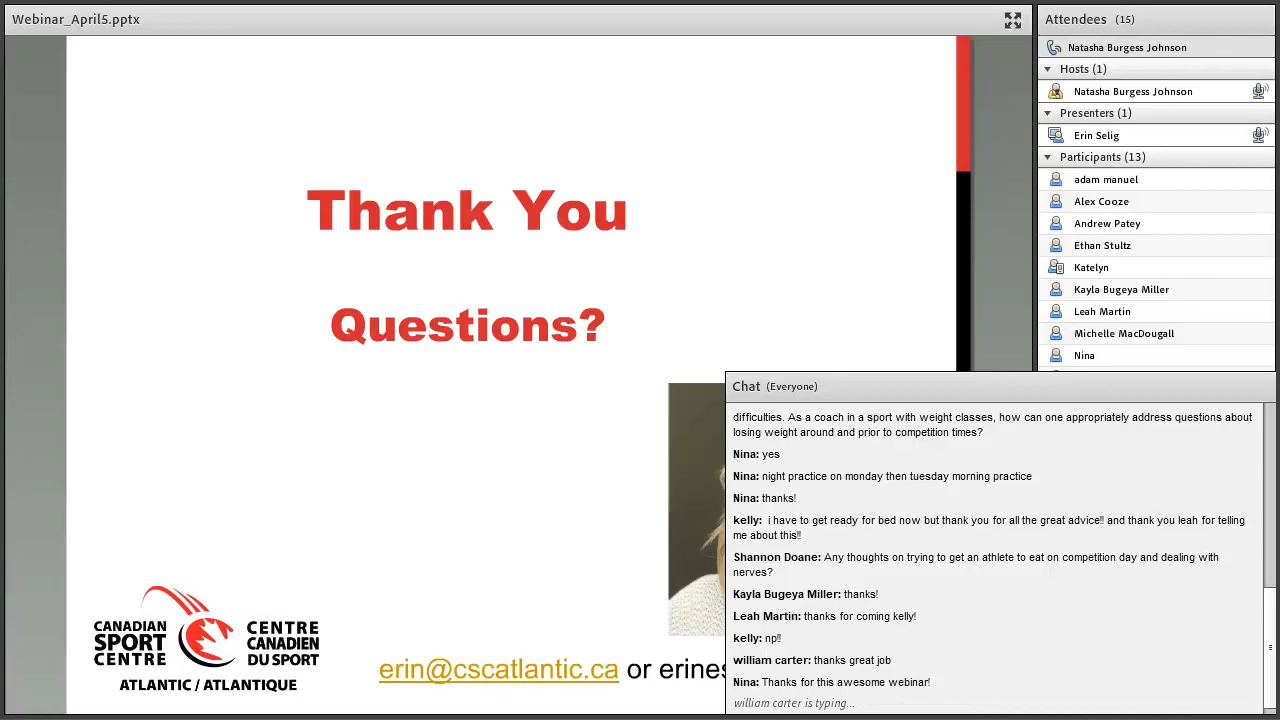 Webinar_April5.pptx
Thank You
Questions?
CANADIAN
SPORT
CENTRE
CENTRE
CANADIEN
DU SPORT
ATLANTIC / ATLANTIQUE
erin@cscatlantic.ca or erines
Attendees (15)
Natasha Burgess Johnson
Hosts (1)
Natasha Burgess Johnson
Presenters (1)
Erin Selig
Participants (13)
adam manuel
Alex Cooze
Andrew Patey
Ethan Stultz
Katelyn
Kayla Bugeya Miller
Leah Martin
Michelle MacDougall
Nina
Chat (Everyone)
difficulties. As a coach in a sport with weight classes, how can one appropriately address questions about
losing weight around and prior to competition times?
Nina: yes
Nina: night practice on monday then tuesday morning practice
Nina: thanks!
kelly: i have to get ready for bed now but thank you for all the great advice!! and thank you leah for telling
me about this!!
Shannon Doane: Any thoughts on trying to get an athlete to eat on competition day and dealing with
nerves?
Kayla Bugeya Miller: thanks!
Leah Martin: thanks for coming kelly!
kelly: np!!
william carter: thanks great job
Nina: Thanks for this awesome webinar!
william carter is typing...